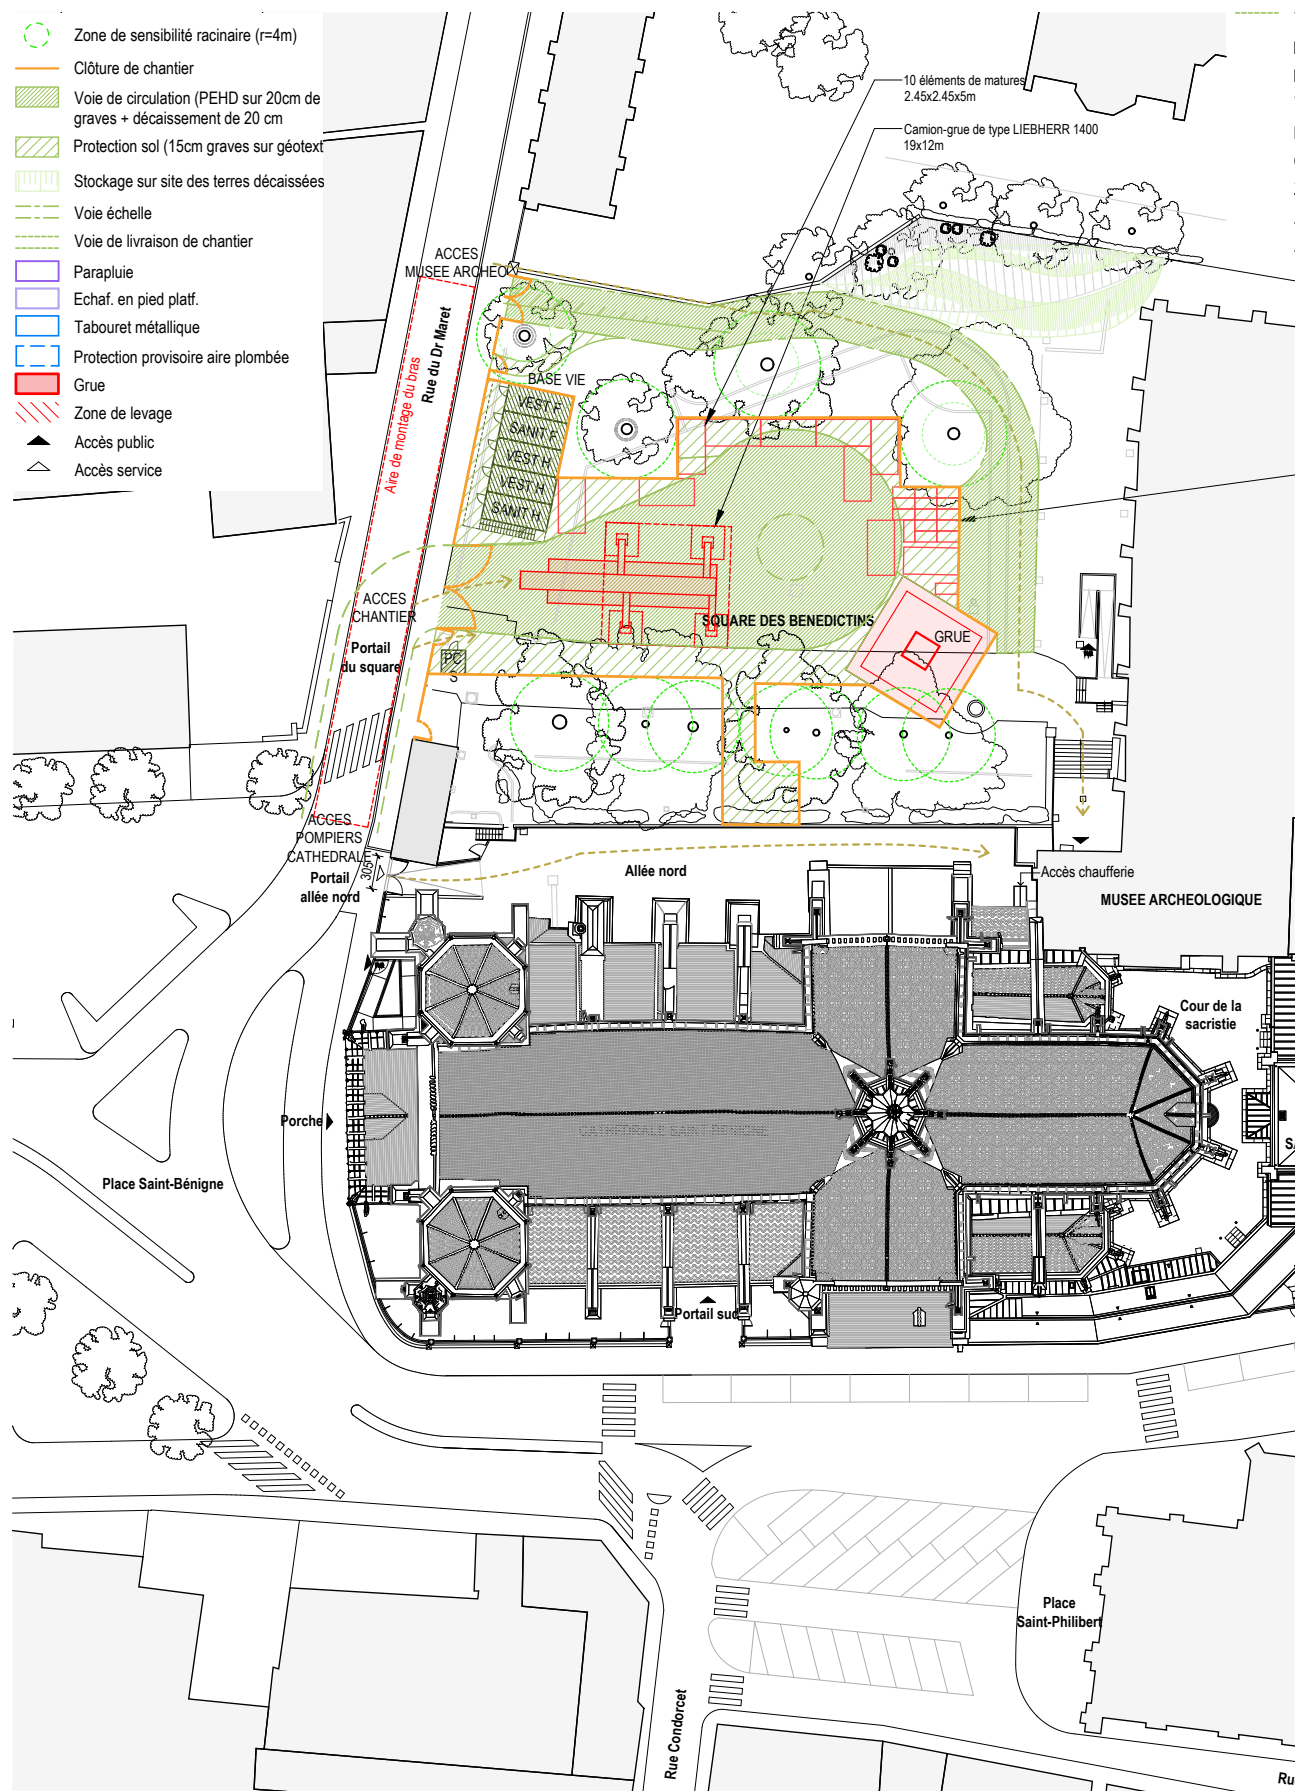 Zone de sensibilité racinaire (r=4m)
Clôture de chantier
Voie de circulation (PEHD sur 20cm de
graves + décaissement de 20 cm
Protection sol (15cm graves sur géotext
Stockage sur site des terres décaissées
Voie échelle
Voie de livraison de chantier
Parapluie
Echaf. en pied platf.
Tabouret métallique
Protection provisoire aire plombée
Grue
Zone de levage
Accès public
Accès service
10 éléments de matures
2.45x2.45x5m
Camion-grue de type LIEBHERR 1400
19x12m
ACCES
MUSEE ARCHEO
Rue du Dr Maret
Aire de montage du bras
BASE VIE
VEST F
SANIT F
VEST H
VEST H
SANIT H
ACCES
CHANTIER
Portail
du square
SQUARE DES BENEDICTINS
GRUE
PC
S
ACCES
POMPIERS
CATHEDRALE
Portail
allée nord
305
Allée nord
Accès chaufferie
MUSEE ARCHEOLOGIQUE
Cour de la
sacristie
Porche
CATHEDRALE SAINT BENIGNE
SA
Place Saint-Bénigne
Portail sud
Place
Saint-Philibert
Rue Condorcet
Ru